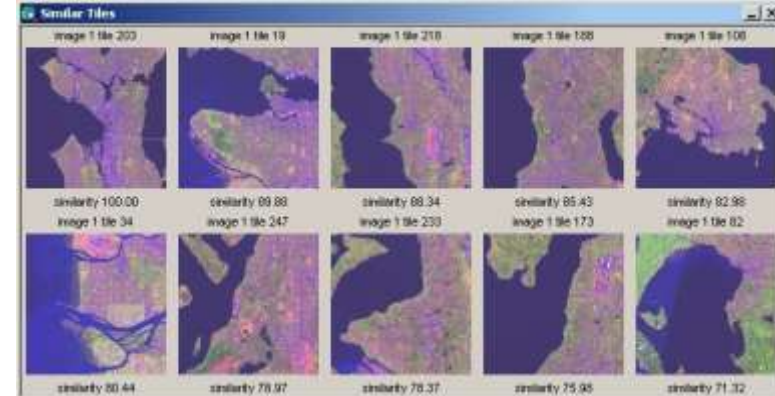 Similar Tiles
image 1 tile 203 image 1 tile 19 image 1 tile 218 image 1 tile 188 image 1 tile 108
similarity 100.00 similarity 89.88 similarity 88.34 similarity 85.43 similarity 82.98
image 1 tile 34 image 1 tile 247 image 1 tile 233 image 1 tile 173 image 1 tile 82
similarity 80.44 similarity 78.97 similarity 78.37 similarity 75.98 similarity 71.32